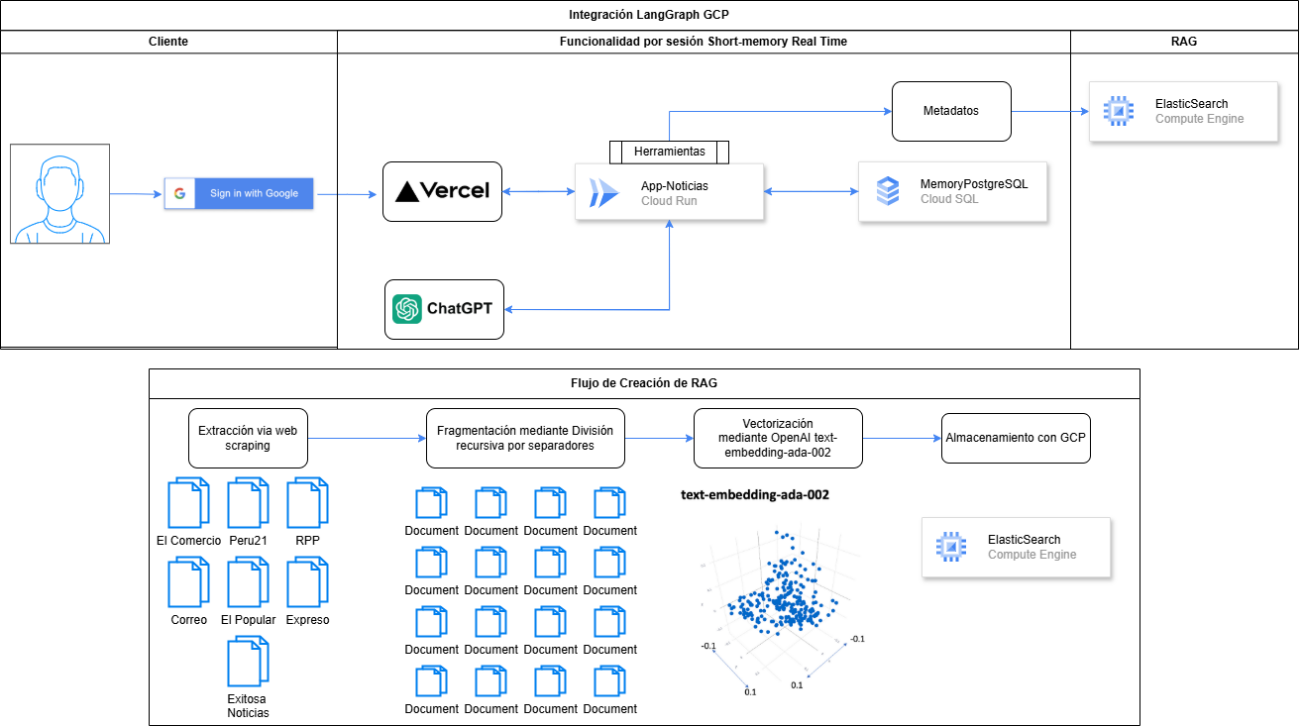 Integración LangGraph GCP
Cliente
Funcionalidad por sesión Short-memory Real Time
RAG
Metadatos
ElasticSearch
Compute Engine
Herramientas
G
Sign in with Google
Vercel
App-Noticias
Cloud Run
MemoryPostgreSQL
Cloud SQL
ChatGPT
Flujo de Creación de RAG
Extracción via web
scraping
Fragmentación mediante División
recursiva por separadores
Vectorización
mediante OpenAI text-
embedding-ada-002
Almacenamiento con GCP
El Comercio
Peru21
RPP
Correo
El Popular
Expreso
Exitosa
Noticias
Document Document Document Document
Document Document Document Document
Document Document Document Document
Document Document Document Document
text-embedding-ada-002
-0.1
0.1
0.1
-0.1
ElasticSearch
Compute Engine